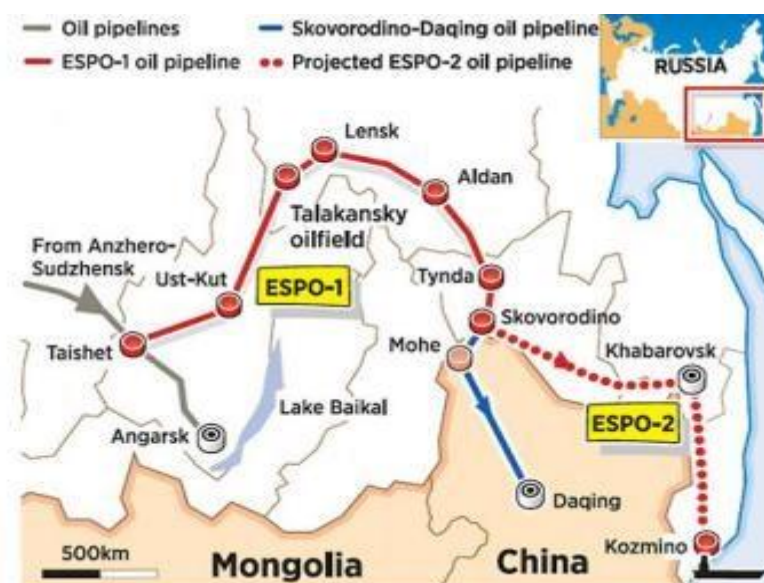 Oil pipelines
Skovorodino-Daqing oil pipeline
ESPO-1 oil pipeline
Projected ESPO-2 oil pipeline
RUSSIA
Lensk
Aldan
Talakansky
oilfield
From Anzhero-
Sudzhensk
Ust-Kut
ESPO-1
Tynda
Skovorodino
Taishet
Mohe
Khabarovsk
Lake Baikal
Angarsk
ESPO-2
Daqing
500km
Mongolia
China
Kozmino